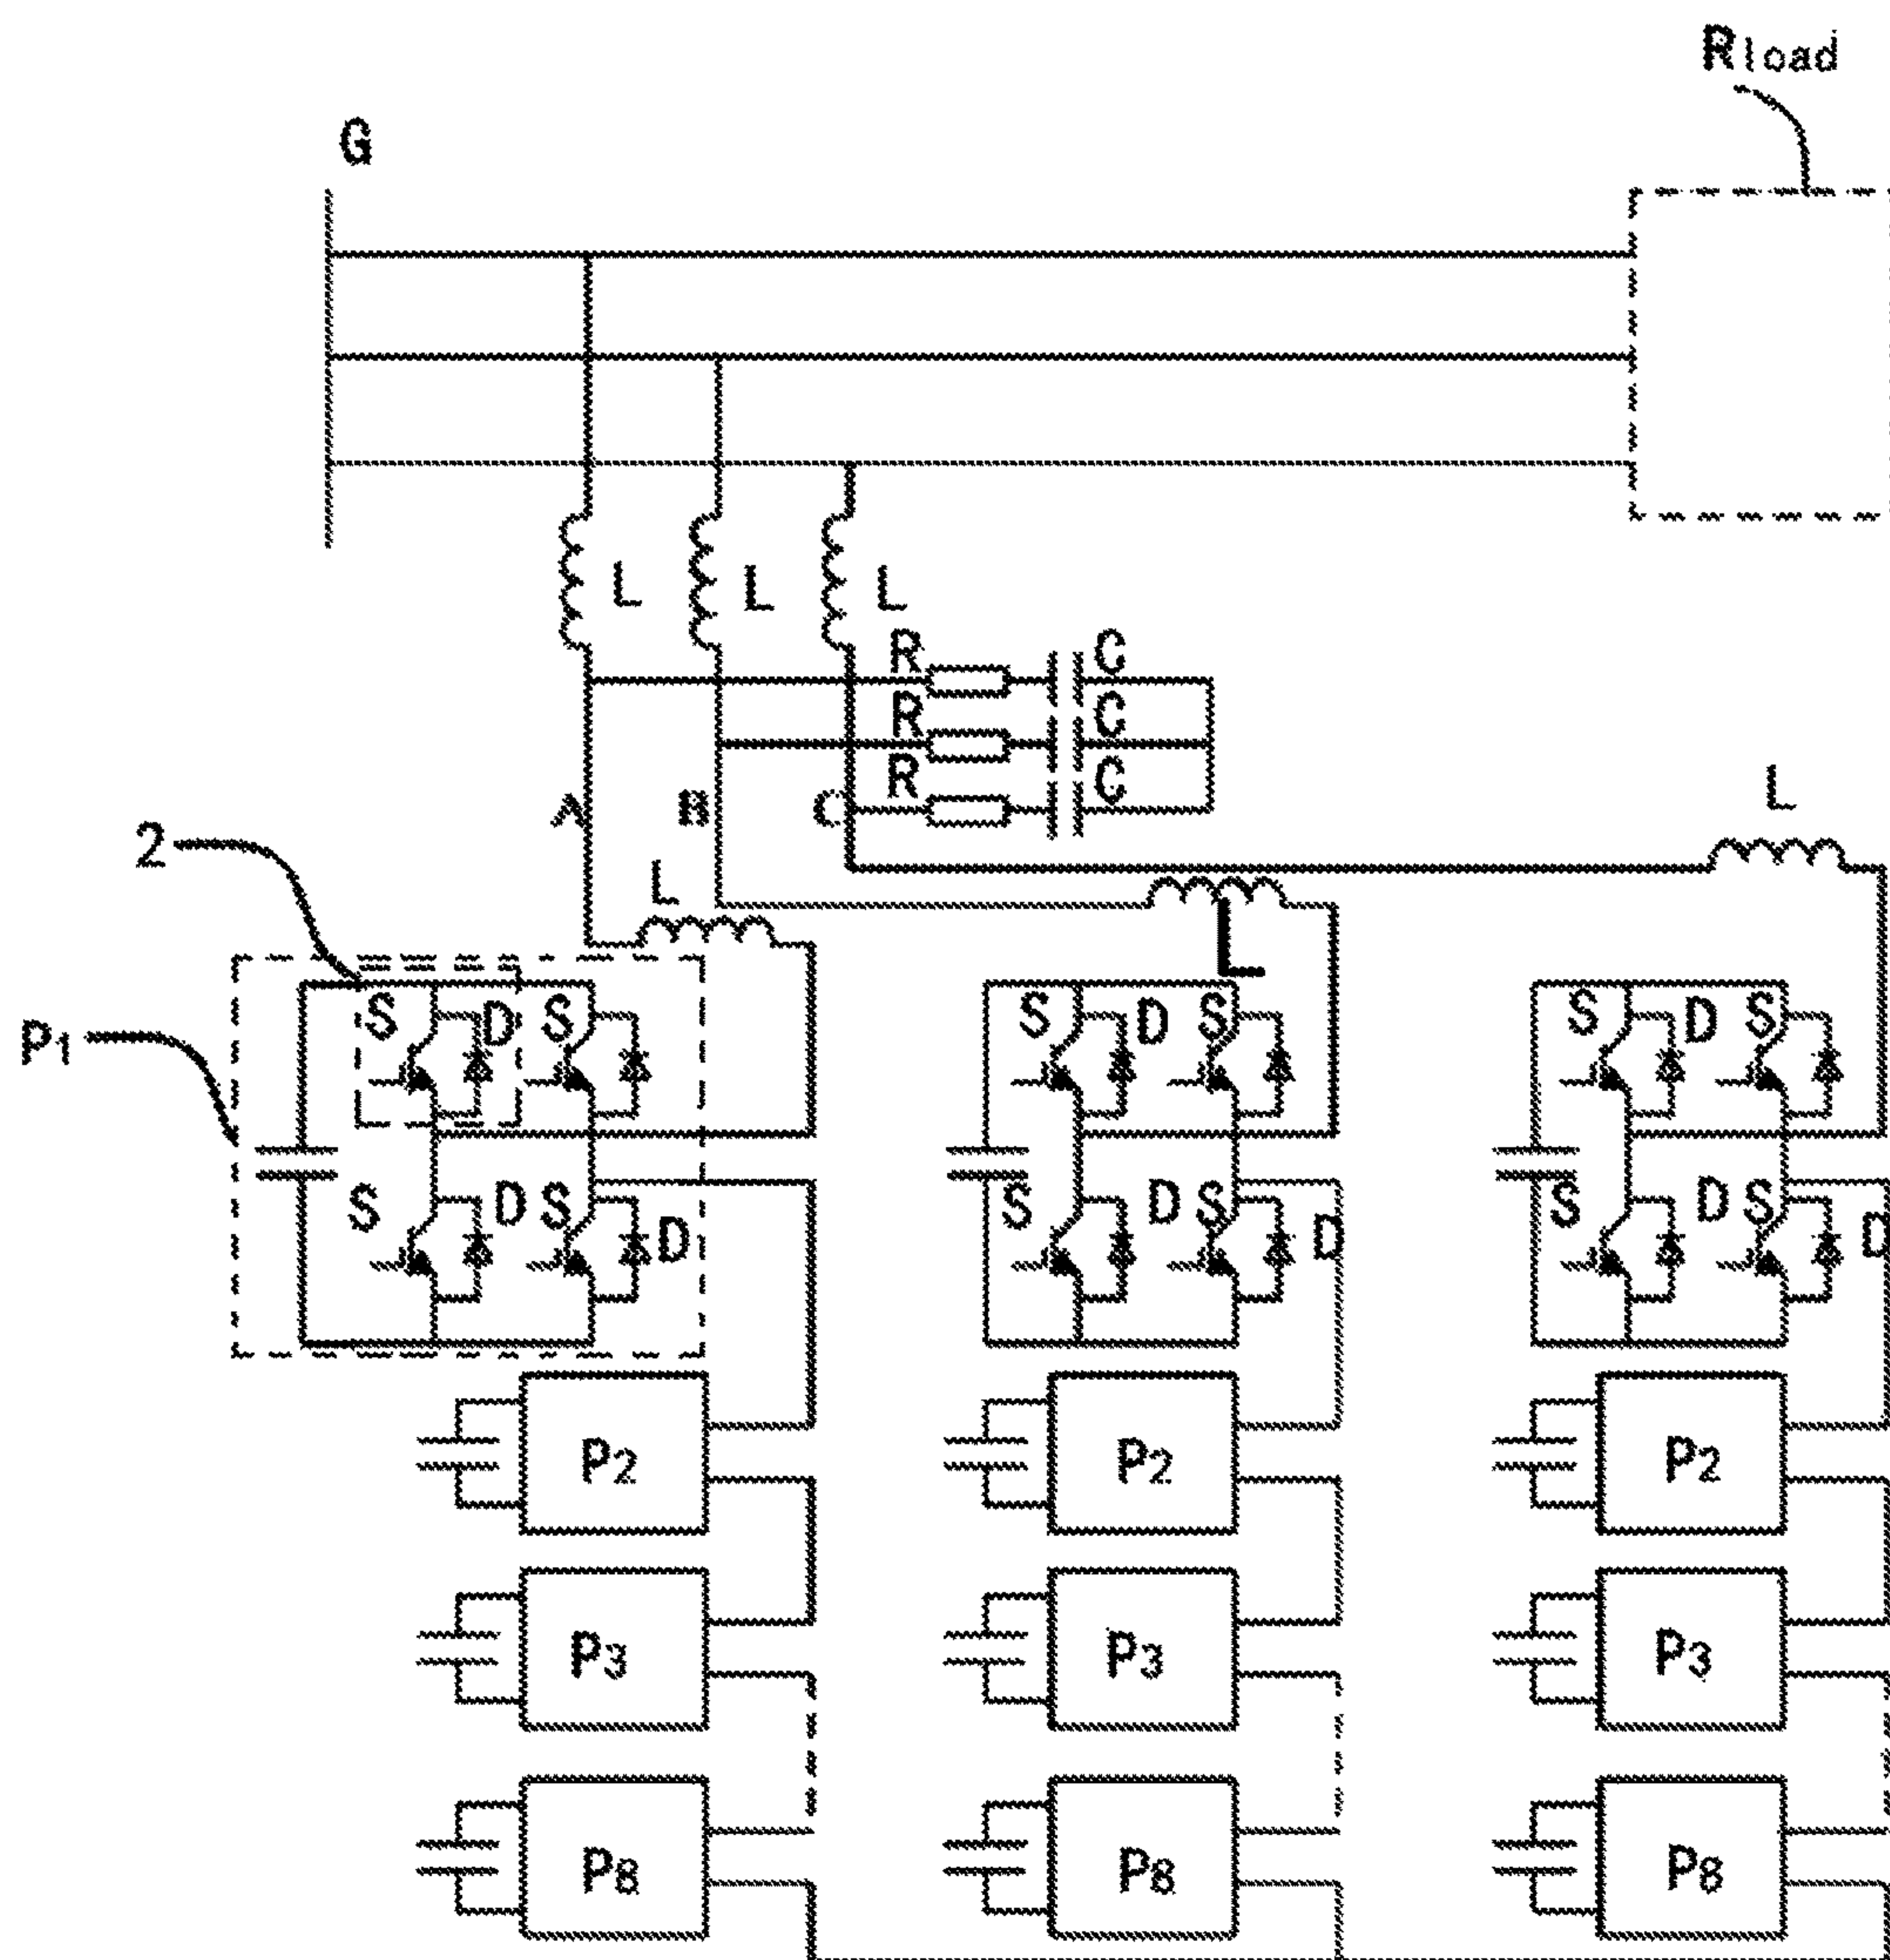 Rload
G
L L L
R C
R C
R C
A B C
L
2
L
L
S D S S D S S D S
P1
S D S D S D S D S D S D
P2 P2 P2
P3 P3 P3
P8 P8 P8